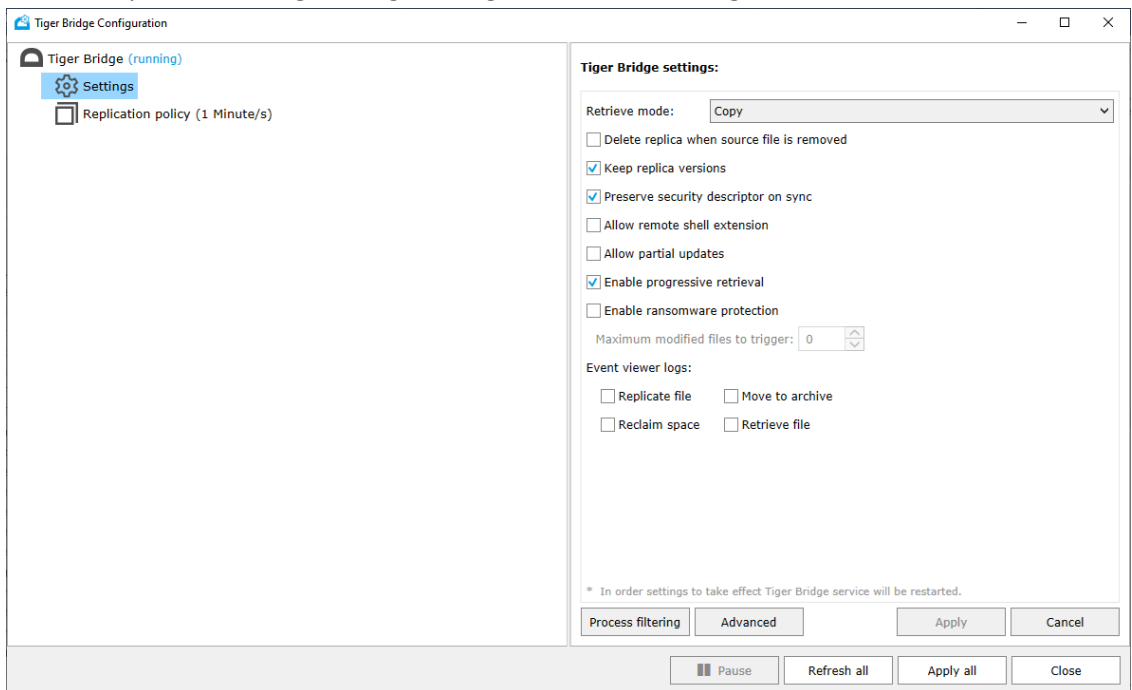 Tiger Bridge Configuration
Tiger Bridge (running)
Settings
Replication policy (1 Minute/s)
Tiger Bridge settings:
Retrieve mode: Copy
Delete replica when source file is removed
Keep replica versions
Preserve security descriptor on sync
Allow remote shell extension
Allow partial updates
Enable progressive retrieval
Enable ransomware protection
Maximum modified files to trigger: 0
Event viewer logs:
Replicate file Move to archive
Reclaim space Retrieve file
* In order settings to take effect Tiger Bridge service will be restarted.
Process filtering Advanced Apply Cancel
Pause Refresh all Apply all Close